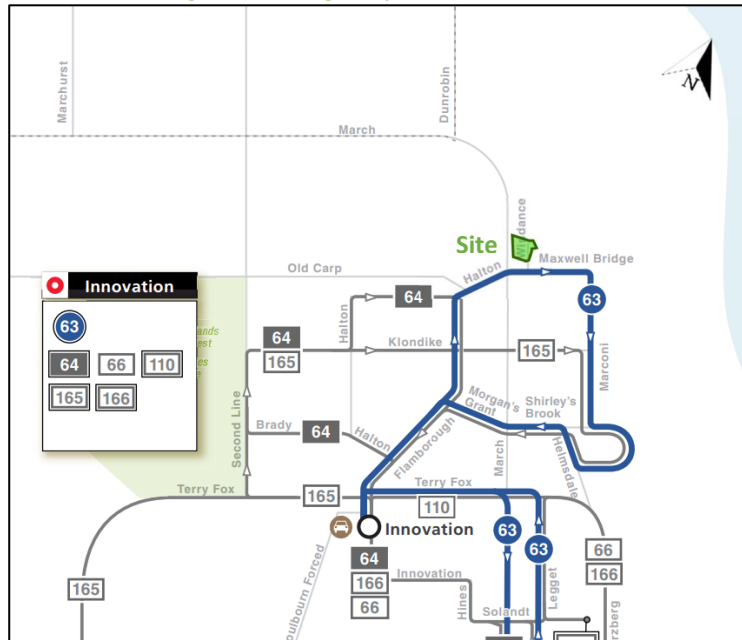 Marchurst
Dunrobin
March
N
Site
Maxwell Bridge
Old Carp
Halton
Innovation
63
64
66
110
165
166
64
Halton
63
64
165
Klondike
165
Marconi
Second Line
Brady
64
Halton
Flamborough
Morgan's
Grant
Shirley's
Brook
March
Helmsdale
Terry Fox
165
Terry Fox
110
Innovation
63
63
64
166
66
Innovation
Hines
Solandt
Legget
66
166
165